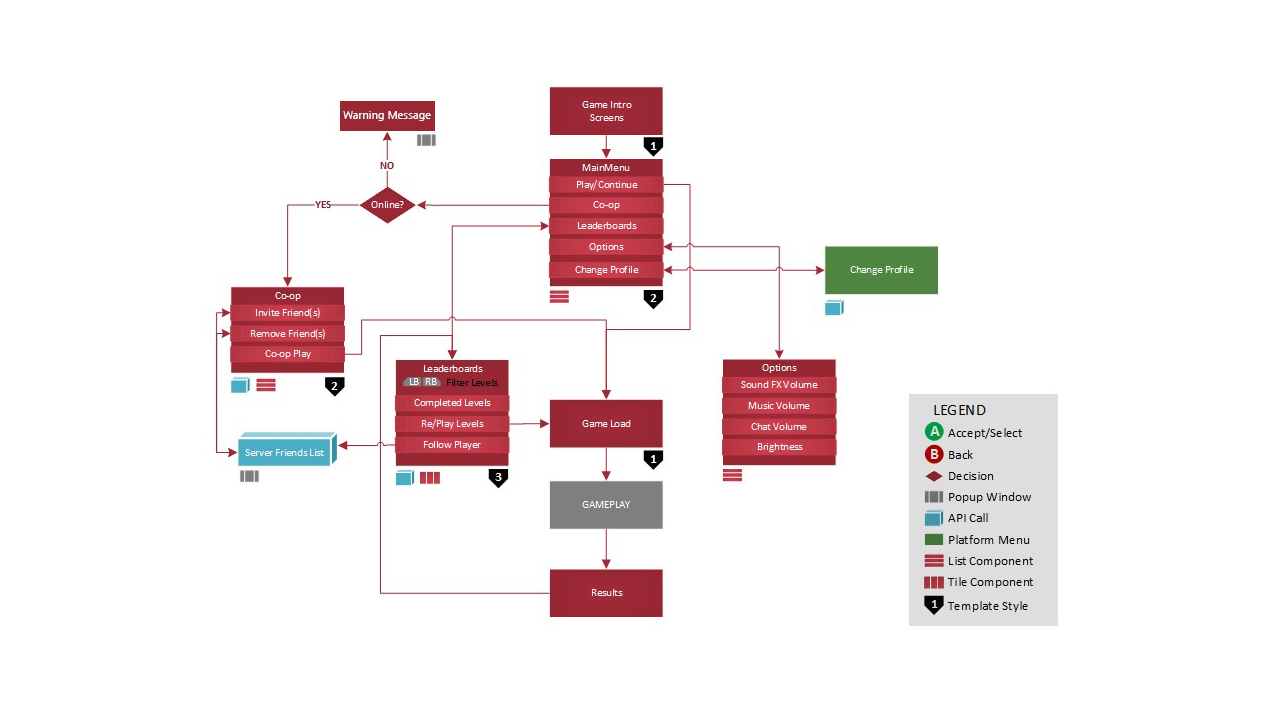 Game Intro
Screens
1
Warning Message
NO
Online?
YES
MainMenu
Play/Continue
Co-op
Leaderboards
Options
Change Profile
2
Change Profile
Co-op
Invite Friend(s)
Remove Friend(s)
Co-op Play
2
Server Friends List
Leaderboards
LB RB Filter Levels
Completed Levels
Re/Play Levels
Follow Player
3
Game Load
1
GAMEPLAY
Results
Options
Sound FX Volume
Music Volume
Chat Volume
Brightness
LEGEND
A Accept/Select
B Back
Decision
Popup Window
API Call
Platform Menu
List Component
Tile Component
1 Template Style